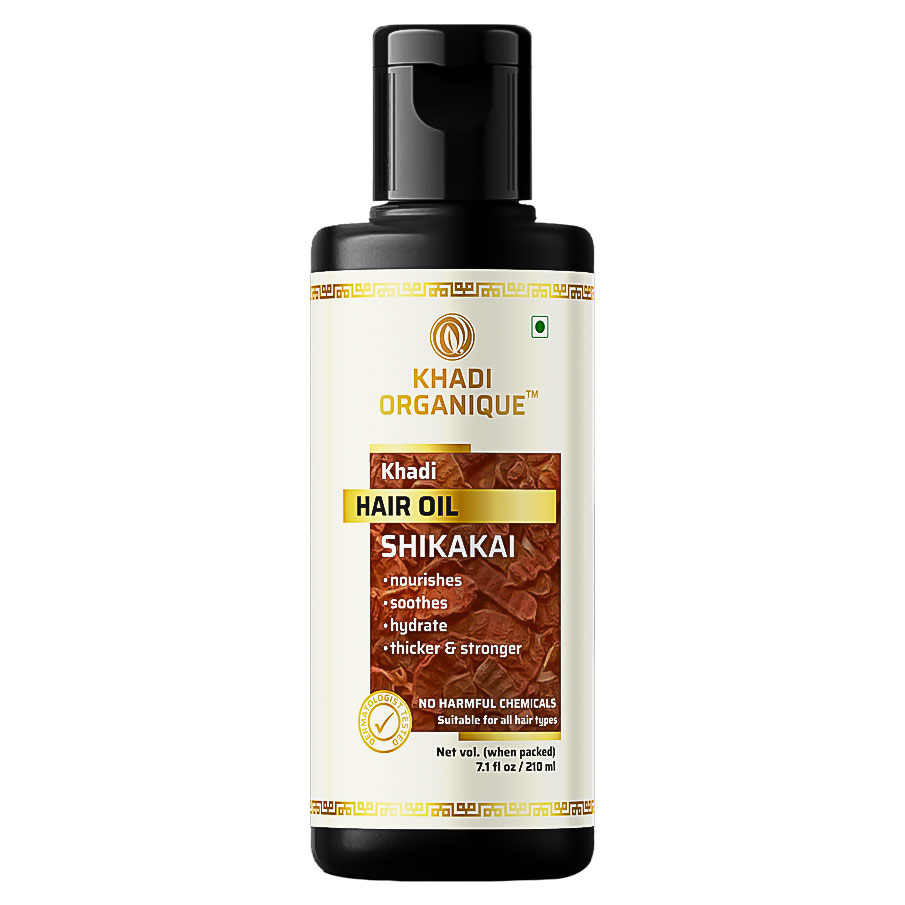 KHADI
ORGANIQUE™
Khadi
HAIR OIL
SHIKAKAI
•nourishes
•soothes
•hydrate
•thicker & stronger
DERMATOLOGIST TESTED
NO HARMFUL CHEMICALS
Suitable for all hair types
Net vol. (when packed)
7.1 fl oz / 210 ml